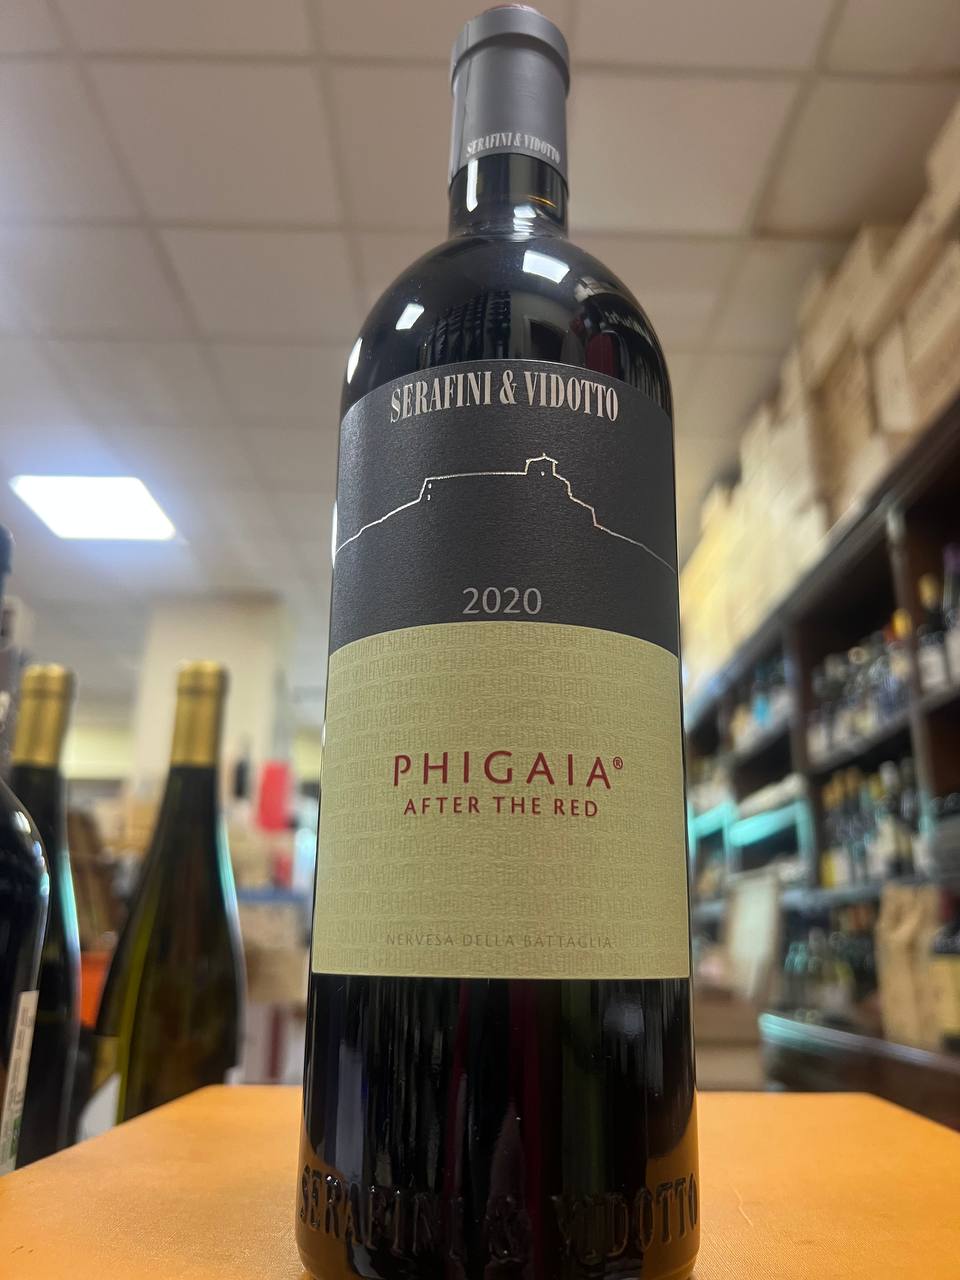 SERAFINI & VIDOTTO
SERAFINI & VIDOTTO
2020
PHIGAIA®
AFTER THE RED
NERVESA DELLA BATTAGLIA
SERAFINI & VIDOTTO